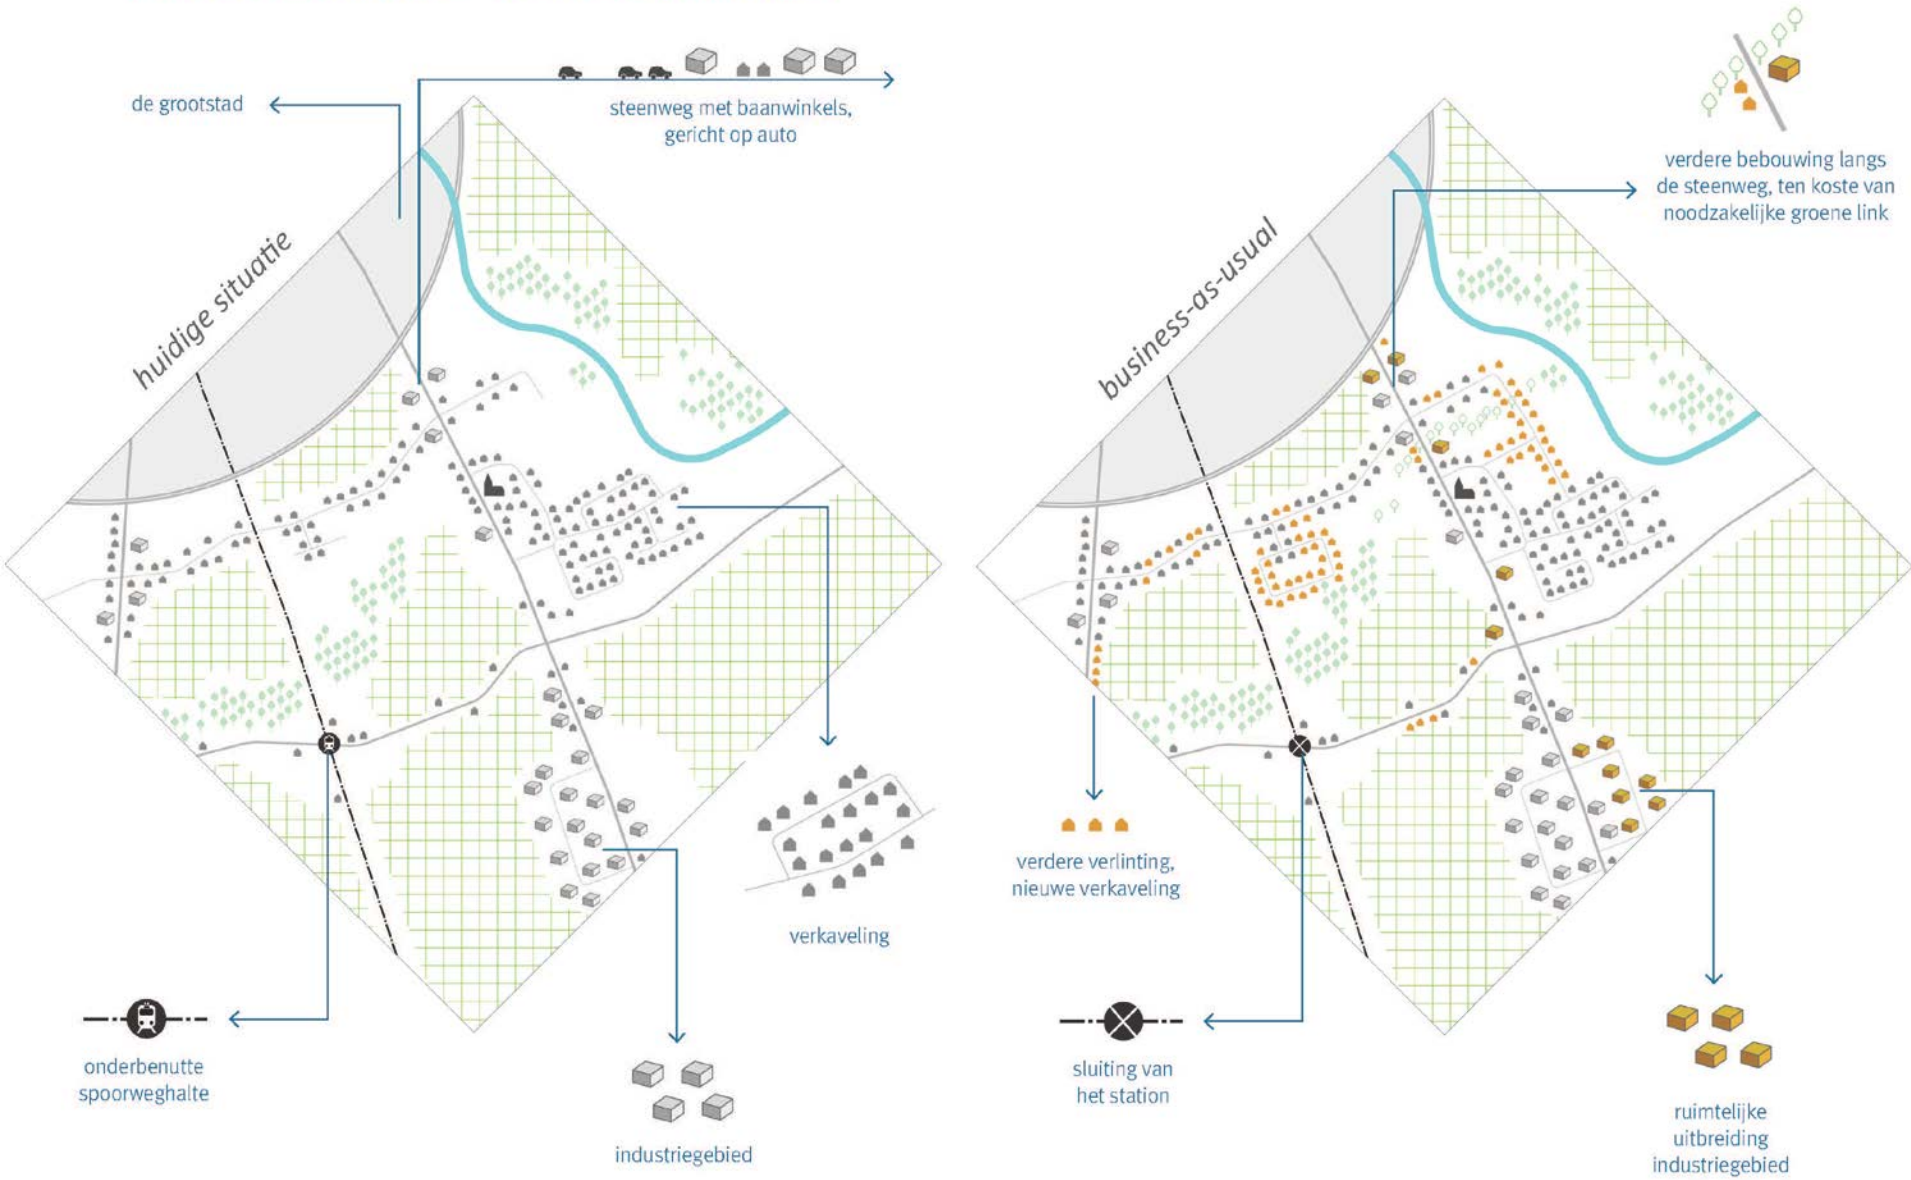 de grootstad
steenweg met baanwinkels,
gericht op auto
huidige situatie
verkaveling
onderbenutte
spoorweghalte
industriegebied
verdere bebouwing langs
de steenweg, ten koste van
noodzakelijke groene link
business-as-usual
verdere verlinting,
nieuwe verkaveling
sluiting van
het station
ruimtelijke
uitbreiding
industriegebied